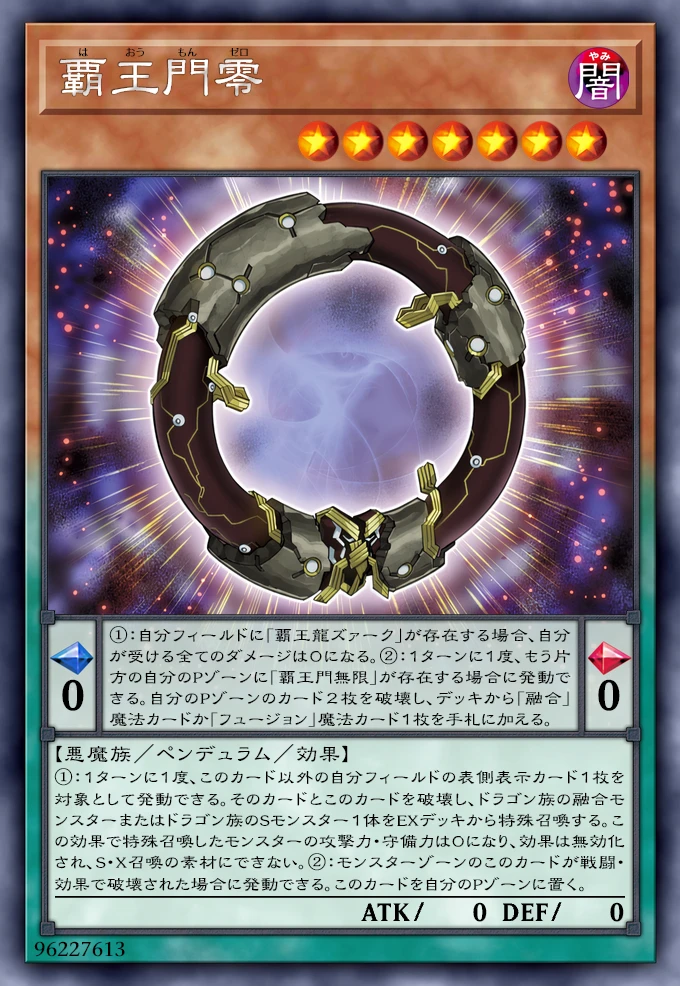 は おう もん ゼロ
覇王門零
やみ
闇
①：自分フィールドに「覇王龍ズァーク」が存在する場合、自分
が受ける全てのダメージは０になる。②：１ターンに１度、もう片
方の自分のＰゾーンに「覇王門無限」が存在する場合に発動で
きる。自分のＰゾーンのカード２枚を破壊し、デッキから「融合」
魔法カードか「フュージョン」魔法カード１枚を手札に加える。
0
0
【悪魔族／ペンデュラム／効果】
①：１ターンに１度、このカード以外の自分フィールドの表側表示カード１枚を
対象として発動できる。そのカードとこのカードを破壊し、ドラゴン族の融合モ
ンスターまたはドラゴン族のＳモンスター１体をEXデッキから特殊召喚する。こ
の効果で特殊召喚したモンスターの攻撃力・守備力は０になり、効果は無効化
され、Ｓ・Ｘ召喚の素材にできない。②：モンスターゾーンのこのカードが戦闘・
効果で破壊された場合に発動できる。このカードを自分のＰゾーンに置く。
ATK/ 0 DEF/ 0
96227613